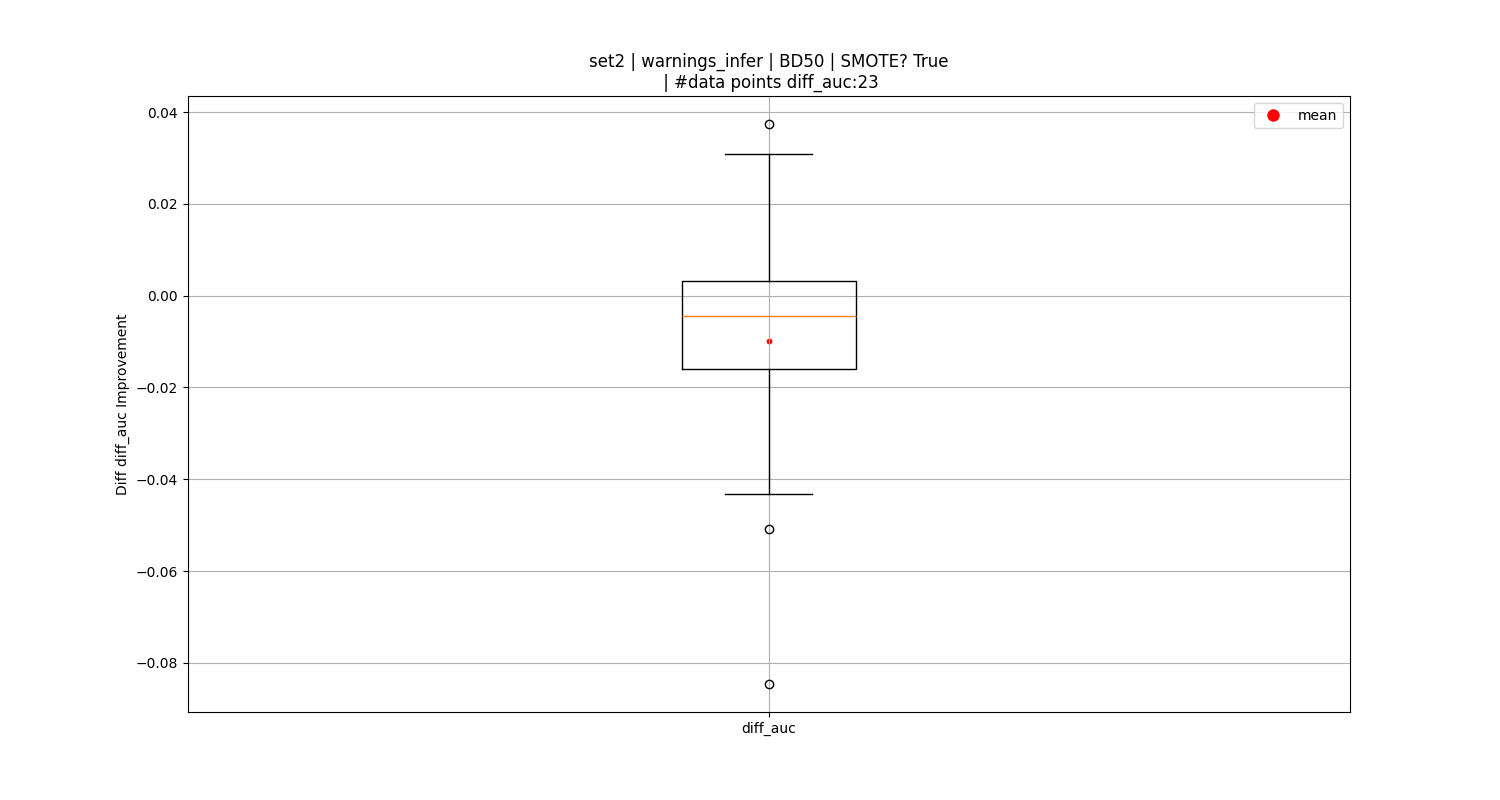 set2 | warnings_infer | BD50 | SMOTE? True
| #data points diff_auc:23
mean
0.04
0.02
0.00
−0.02
−0.04
−0.06
−0.08
Diff diff_auc Improvement
diff_auc